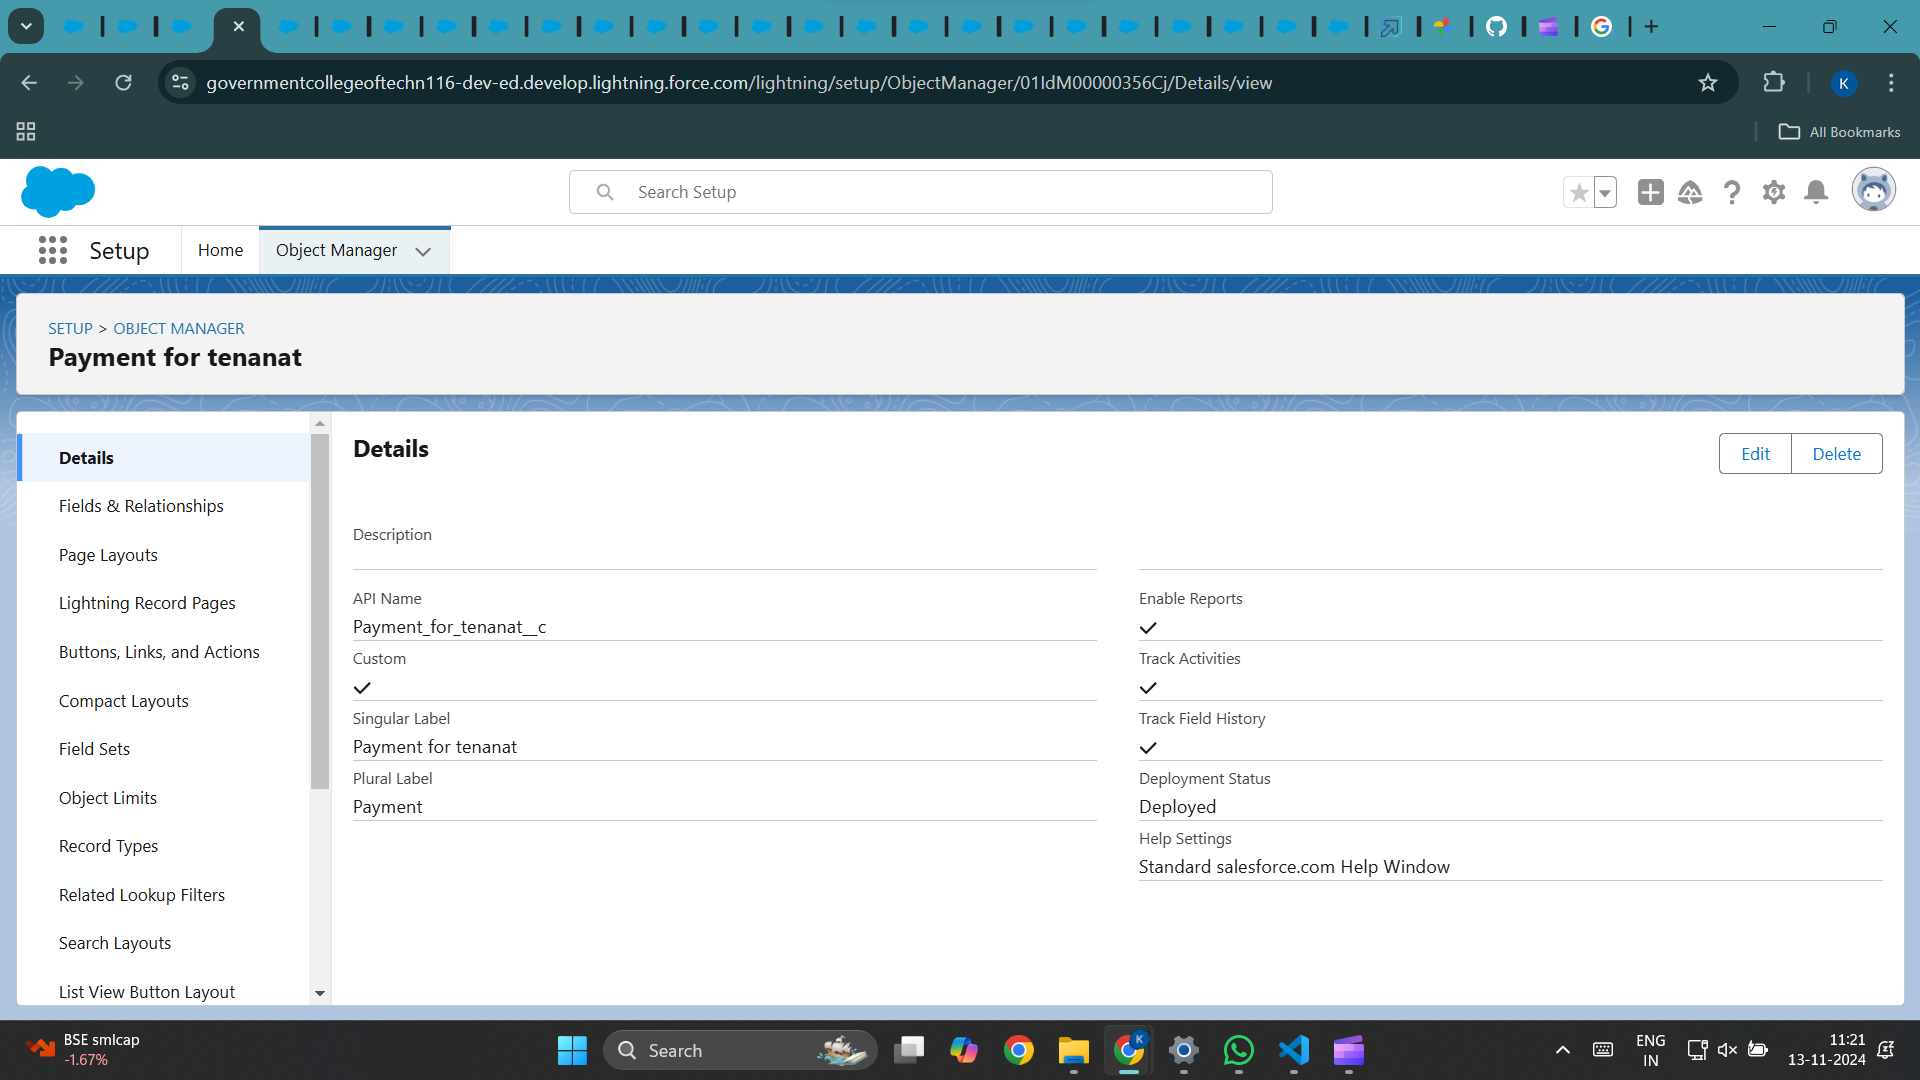 governmentcollegeoftechn116-dev-ed.develop.lightning.force.com/lightning/setup/ObjectManager/01IdM00000356Cj/Details/view
K
All Bookmarks
Search Setup
Setup
Home
Object Manager
SETUP > OBJECT MANAGER
Payment for tenanat
Details
Fields & Relationships
Page Layouts
Lightning Record Pages
Buttons, Links, and Actions
Compact Layouts
Field Sets
Object Limits
Record Types
Related Lookup Filters
Search Layouts
List View Button Layout
Details
Edit
Delete
Description
API Name
Payment_for_tenanat__c
Custom
Singular Label
Payment for tenanat
Plural Label
Payment
Enable Reports
Track Activities
Track Field History
Deployment Status
Deployed
Help Settings
Standard salesforce.com Help Window
BSE smlcap
-1.67%
Search
K
ENG
IN
11:21
13-11-2024